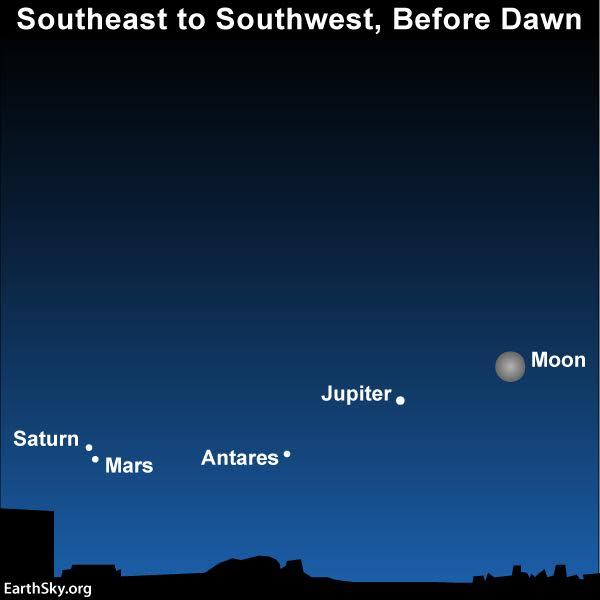 Southeast to Southwest, Before Dawn
Moon
Jupiter
Saturn
Mars
Antares
EarthSky.org